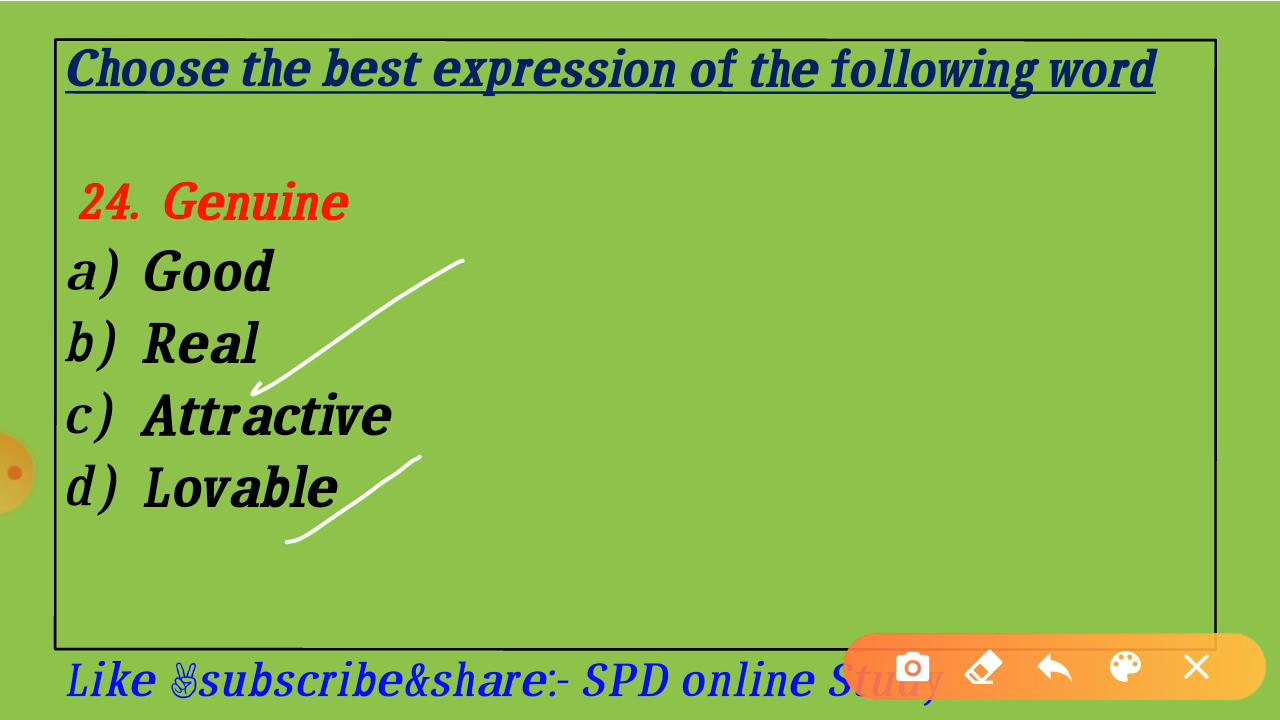 Choose the best expression of the following word
24. Genuine
a) Good
b) Real
c) Attractive
d) Lovable
Like ✌subscribe&share:- SPD online Study